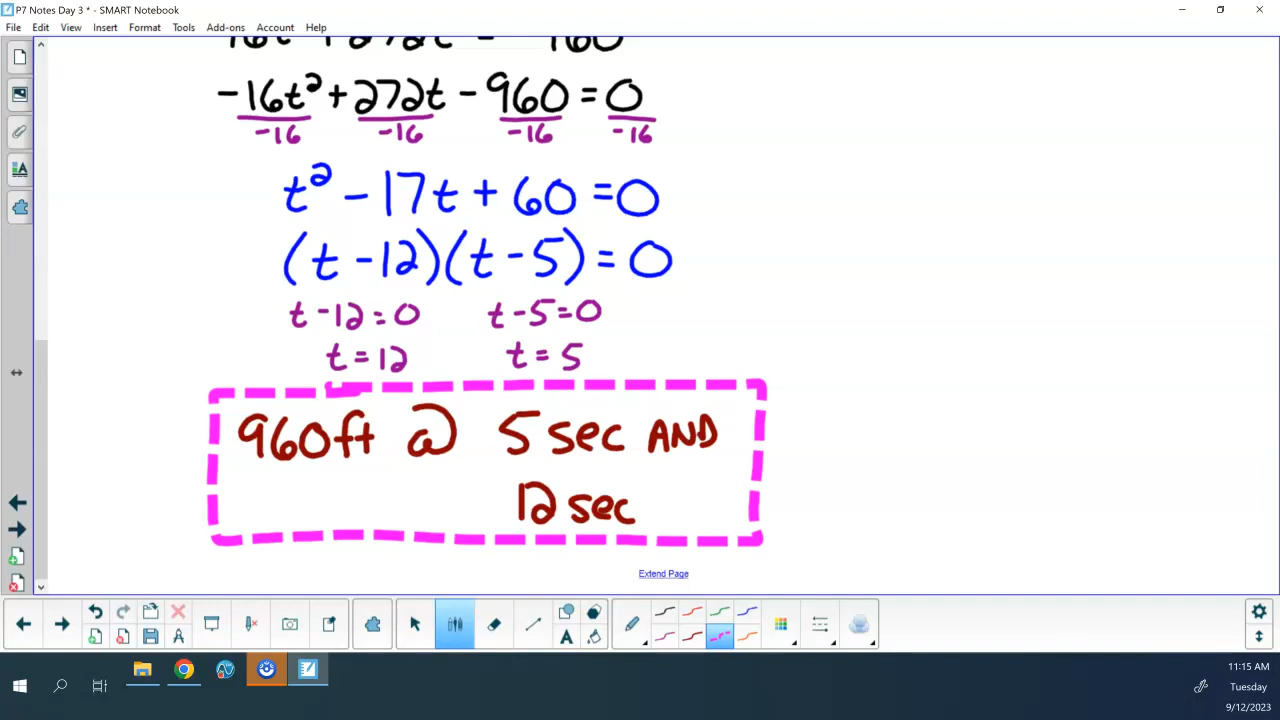 P7 Notes Day 3 * - SMART Notebook
File Edit View Insert Format Tools Add-ons Account Help
-16t² + 272t - 960 = 0
-16 -16 -16 -16
t² - 17t + 60 = 0
(t - 12)(t - 5) = 0
t - 12 = 0 t - 5 = 0
t = 12 t = 5
960ft @ 5 sec AND
12 sec
Extend Page
11:15 AM
Tuesday
9/12/2023